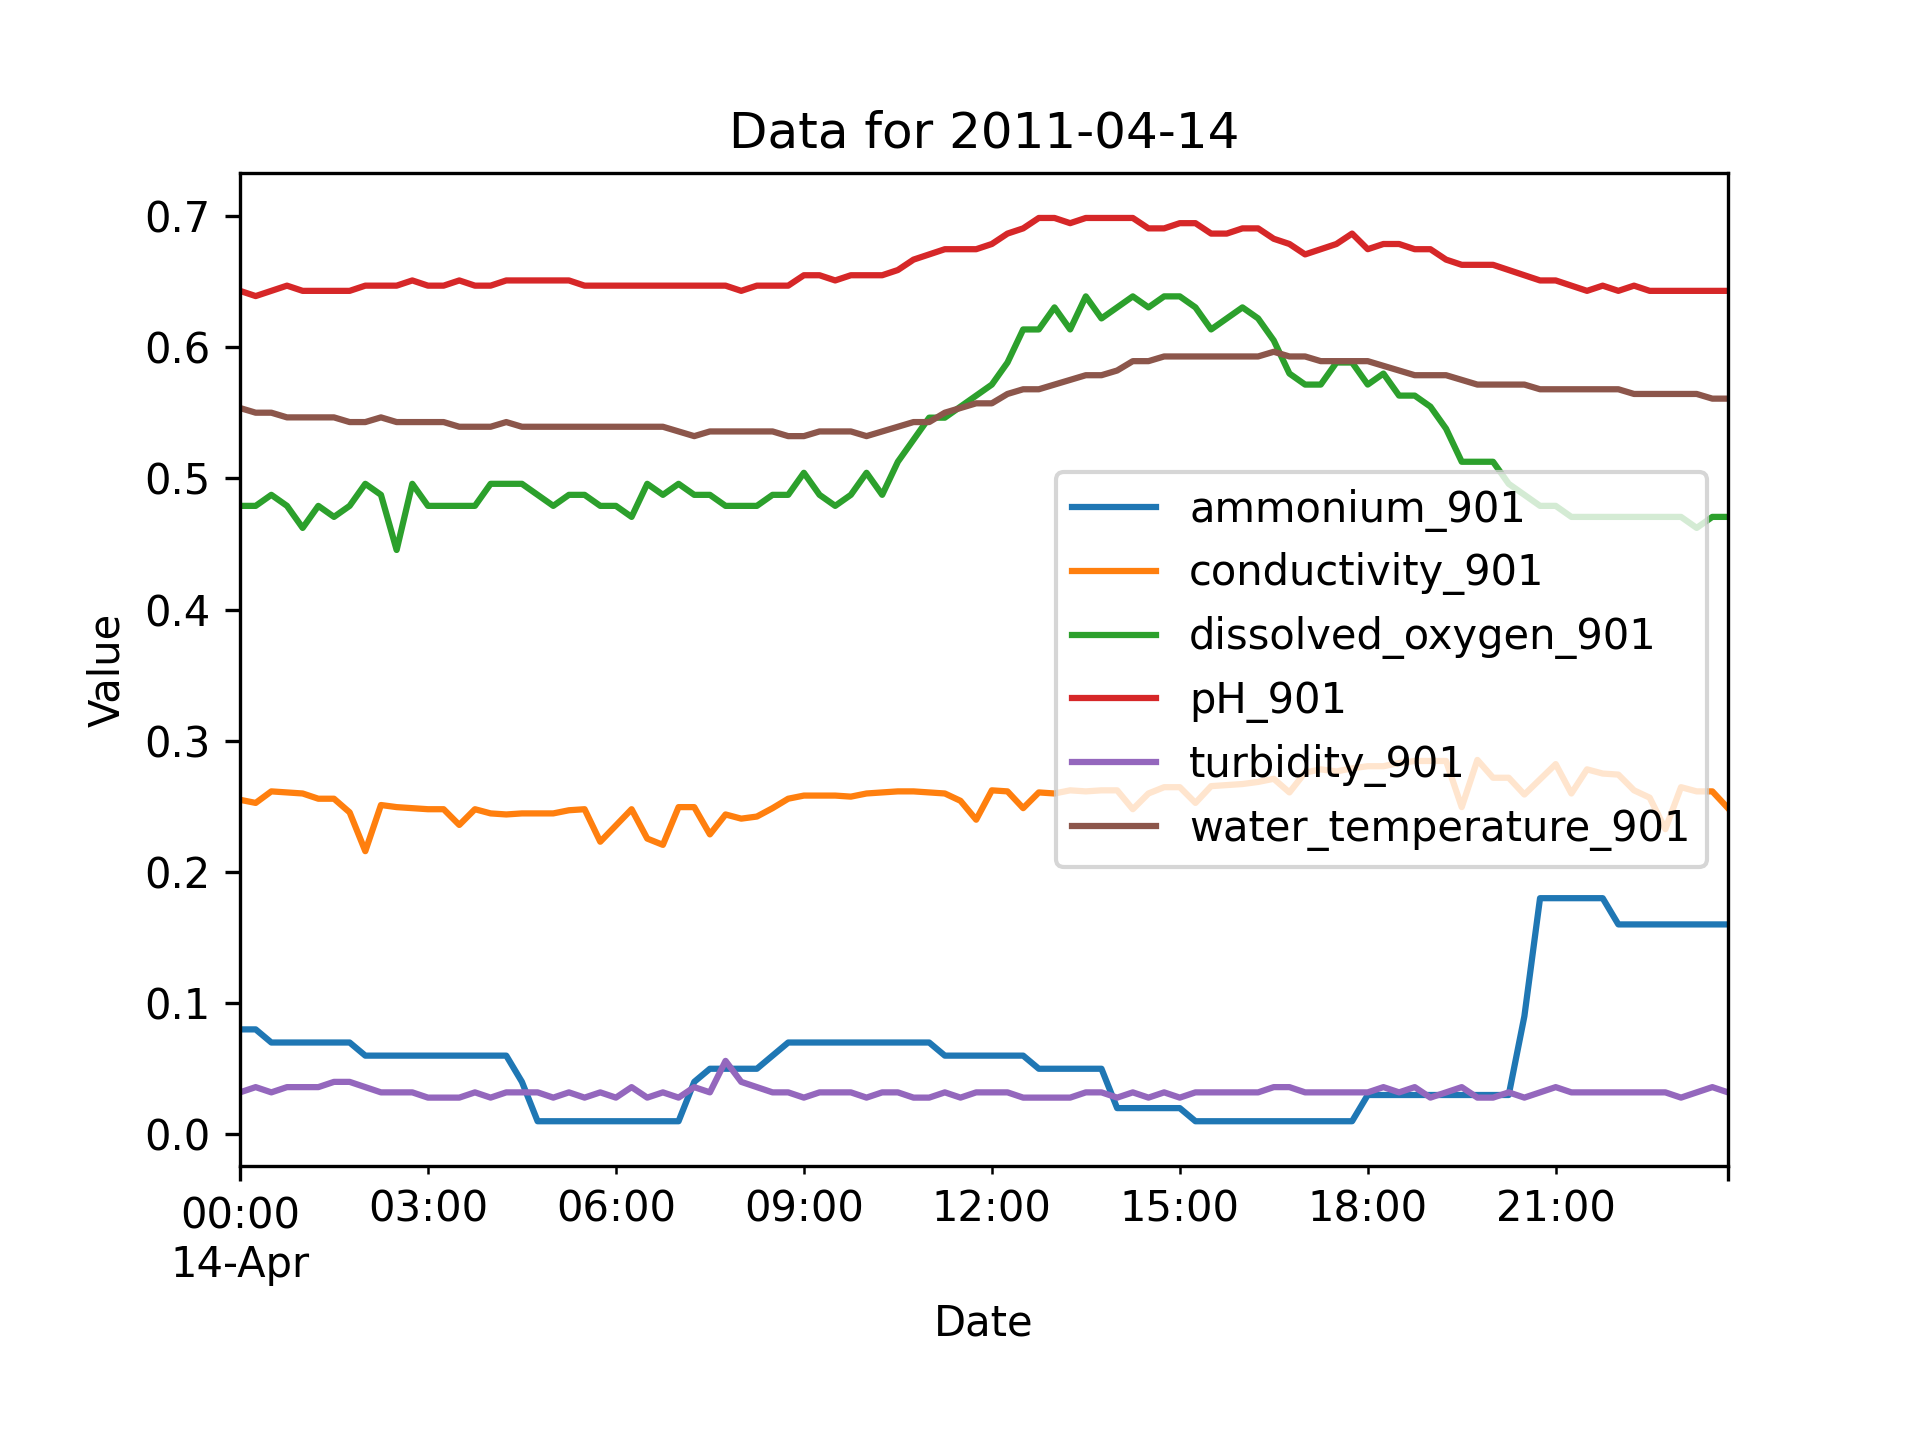 Data for 2011-04-14
0.7
0.6
0.5
0.4
0.3
0.2
0.1
0.0
Value
ammonium_901
conductivity_901
dissolved_oxygen_901
pH_901
turbidity_901
water_temperature_901
00:00 03:00 06:00 09:00 12:00 15:00 18:00 21:00
14-Apr
Date